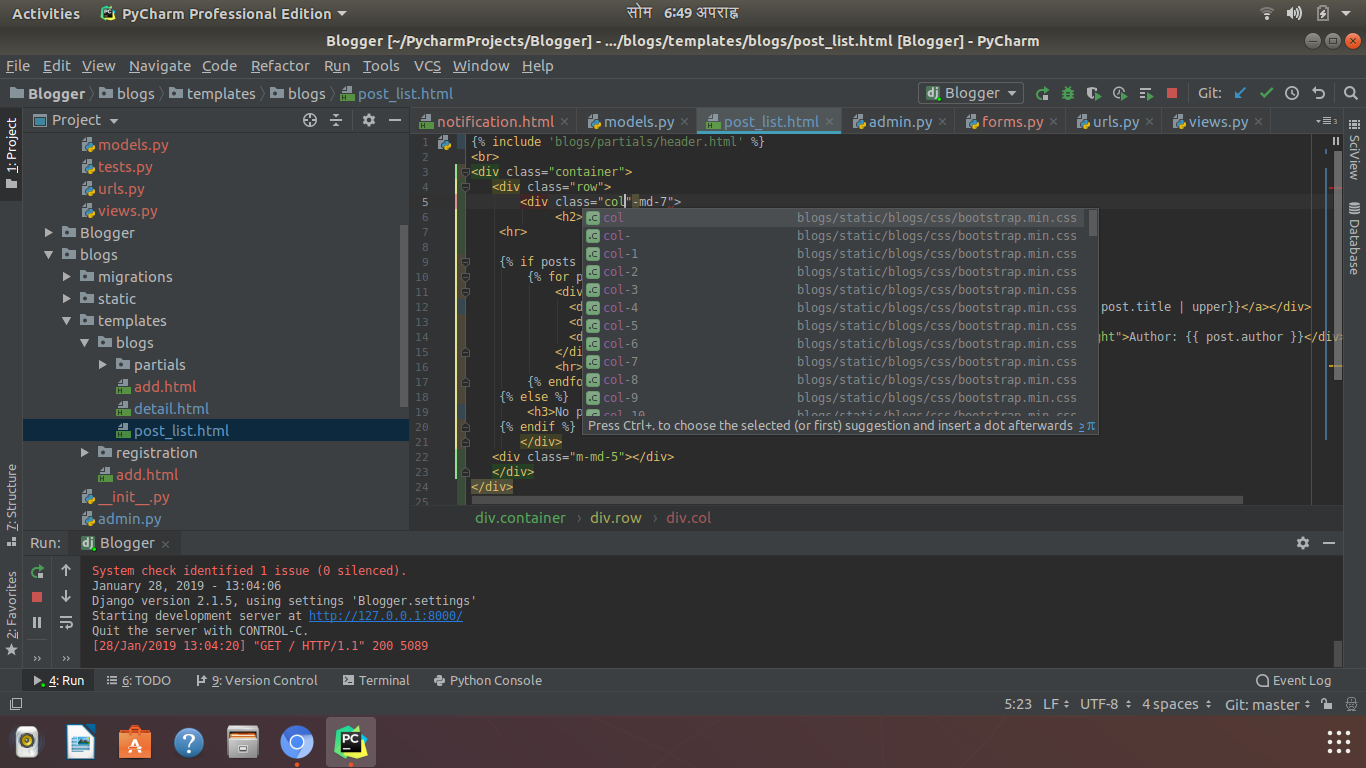 Activities PyCharm Professional Edition सोम 6:49 अपराह्न
Blogger [~/PycharmProjects/Blogger] - .../blogs/templates/blogs/post_list.html [Blogger] - PyCharm
File Edit View Navigate Code Refactor Run Tools VCS Window Help
Blogger blogs templates blogs post_list.html Blogger Git:
Project notification.html models.py post_list.html admin.py forms.py urls.py views.py
1: Project
models.py
tests.py
urls.py
views.py
Blogger
blogs
migrations
static
templates
blogs
partials
add.html
detail.html
post_list.html
registration
add.html
__init__.py
admin.py
7: Structure
2: Favorites
SciView
Database
1 {% include 'blogs/partials/header.html' %}
2 <br>
3 <div class="container">
4 <div class="row">
5 <div class="col"-md-7">
6 <h2>
7 <hr>
8
9 {% if posts
10 {% for p
11 <div
12 <d post.title | upper}}</a></div>
13 <d
14 <d ght">Author: {{ post.author }}</div>
15 </di
16 <hr>
17 {% endfo
18 {% else %}
19 <h3>No p
20 {% endif %}
21 </div>
22 <div class="m-md-5"></div>
23 </div>
24 </div>
25
col blogs/static/blogs/css/bootstrap.min.css
col- blogs/static/blogs/css/bootstrap.min.css
col-1 blogs/static/blogs/css/bootstrap.min.css
col-2 blogs/static/blogs/css/bootstrap.min.css
col-3 blogs/static/blogs/css/bootstrap.min.css
col-4 blogs/static/blogs/css/bootstrap.min.css
col-5 blogs/static/blogs/css/bootstrap.min.css
col-6 blogs/static/blogs/css/bootstrap.min.css
col-7 blogs/static/blogs/css/bootstrap.min.css
col-8 blogs/static/blogs/css/bootstrap.min.css
col-9 blogs/static/blogs/css/bootstrap.min.css
col-10 blogs/static/blogs/css/bootstrap.min.css
Press Ctrl+. to choose the selected (or first) suggestion and insert a dot afterwards >> π
div.container › div.row › div.col
Run: Blogger
System check identified 1 issue (0 silenced).
January 28, 2019 - 13:04:06
Django version 2.1.5, using settings 'Blogger.settings'
Starting development server at http://127.0.0.1:8000/
Quit the server with CONTROL-C.
[28/Jan/2019 13:04:20] "GET / HTTP/1.1" 200 5089
4: Run 6: TODO 9: Version Control Terminal Python Console Event Log
5:23 LF UTF-8 4 spaces Git: master